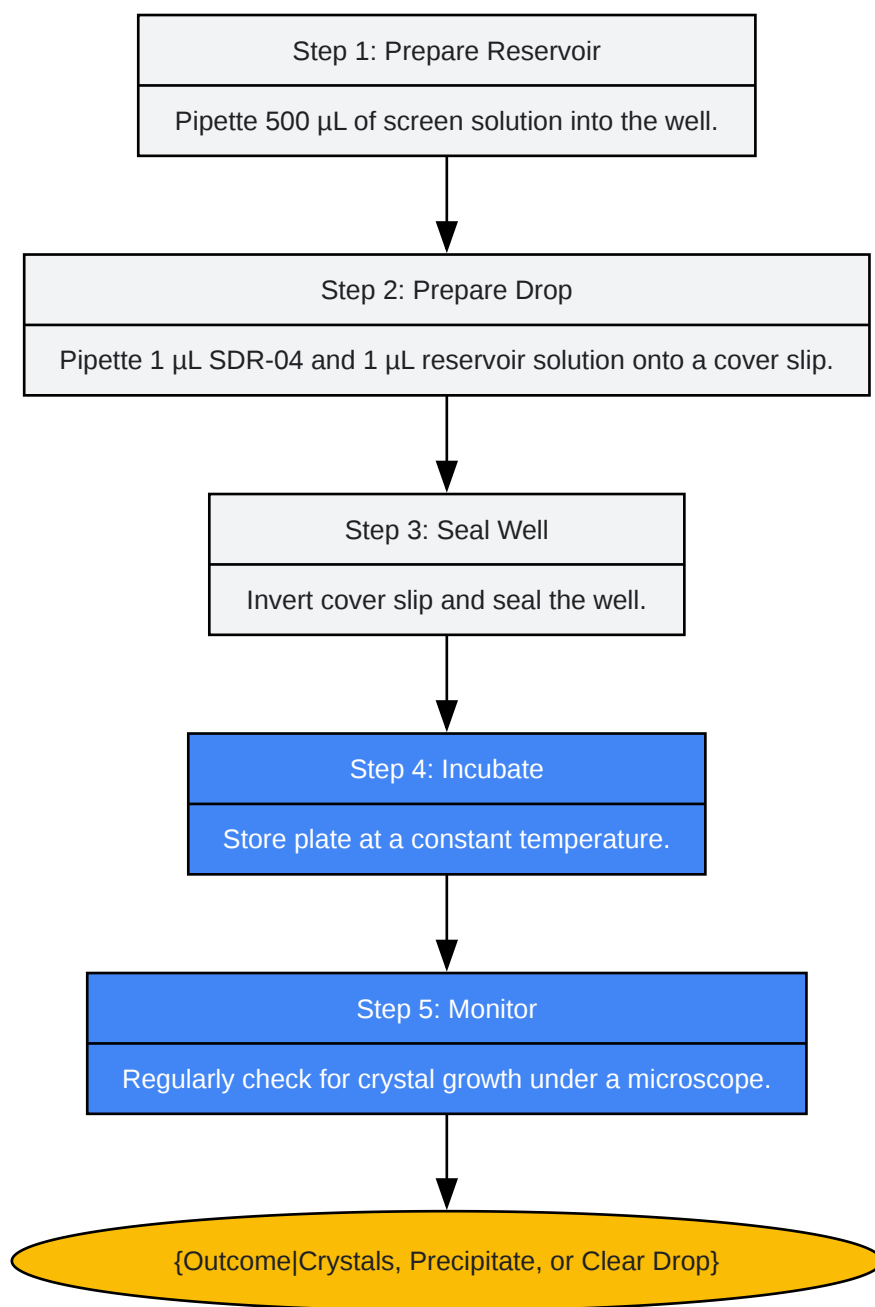 Step 1: Prepare Reservoir
Pipette 500 µL of screen solution into the well.
Step 2: Prepare Drop
Pipette 1 µL SDR-04 and 1 µL reservoir solution onto a cover slip.
Step 3: Seal Well
Invert cover slip and seal the well.
Step 4: Incubate
Store plate at a constant temperature.
Step 5: Monitor
Regularly check for crystal growth under a microscope.
{Outcome|Crystals, Precipitate, or Clear Drop}